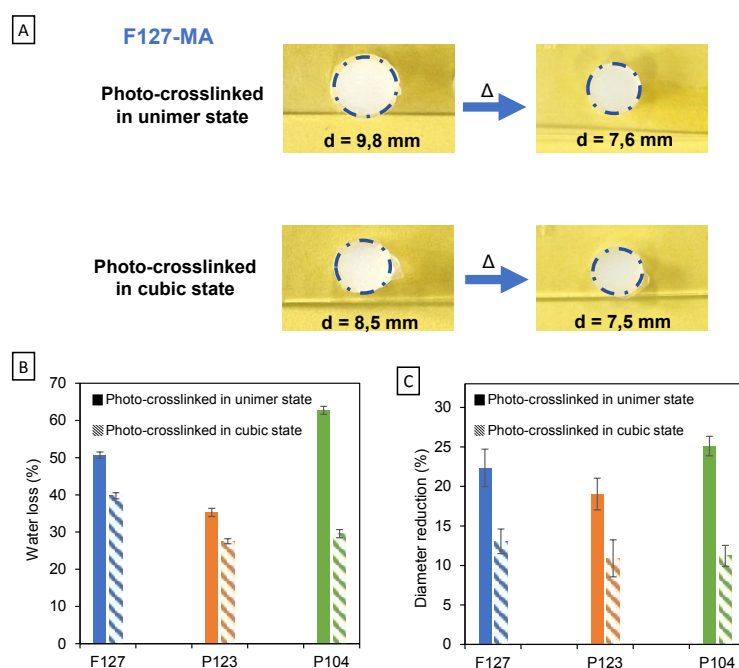 A
F127-MA
Photo-crosslinked
in unimer state
d = 9,8 mm
Δ
d = 7,6 mm
Photo-crosslinked
in cubic state
d = 8,5 mm
Δ
d = 7,5 mm
B
Water loss (%)
70
60
50
40
30
20
10
0
Photo-crosslinked in unimer state
Photo-crosslinked in cubic state
F127
P123
P104
C
Diameter reduction (%)
30
25
20
15
10
5
0
Photo-crosslinked in unimer state
Photo-crosslinked in cubic state
F127
P123
P104